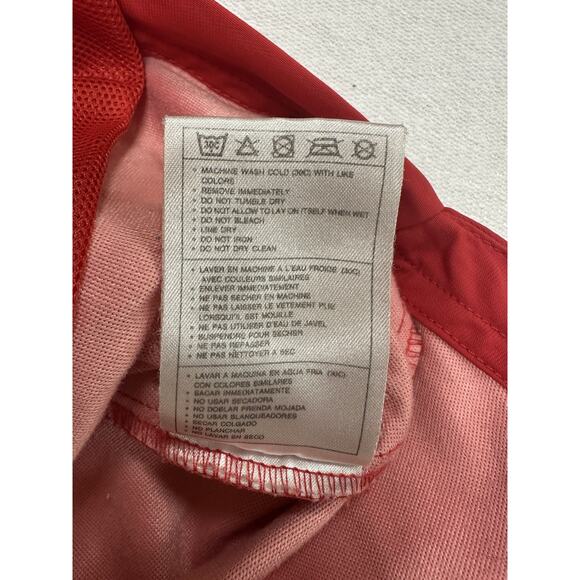 30C
• MACHINE WASH COLD (30C) WITH LIKE
COLORS
• REMOVE IMMEDIATELY
• DO NOT TUMBLE DRY
• DO NOT ALLOW TO LAY ON ITSELF WHEN WET
• DO NOT BLEACH
• LINE DRY
• DO NOT IRON
• DO NOT DRY CLEAN
• LAVER EN MACHINE A L'EAU FROIDE (30C)
AVEC COULEURS SIMILAIRES
• ENLEVER IMMEDIATEMENT
• NE PAS SECHER EN MACHINE
• NE PAS LAISSER LE VETEMENT PLIE
LORSQU'IL EST MOUILLE
• NE PAS UTILISER D'EAU DE JAVEL
• SUSPENDRE POUR SECHER
• NE PAS REPASSER
• NE PAS NETTOYER A SEC
• LAVAR A MAQUINA EN AGUA FRIA (30C)
CON COLORES SIMILARES
• SACAR IMMEDIATAMENTE
• NO USAR SECADORA
• NO DOBLAR PRENDA MOJADA
• NO USAR BLANQUEADORES
• SECAR COLGADO
• NO PLANCHAR
• NO LAVAR EN SECO